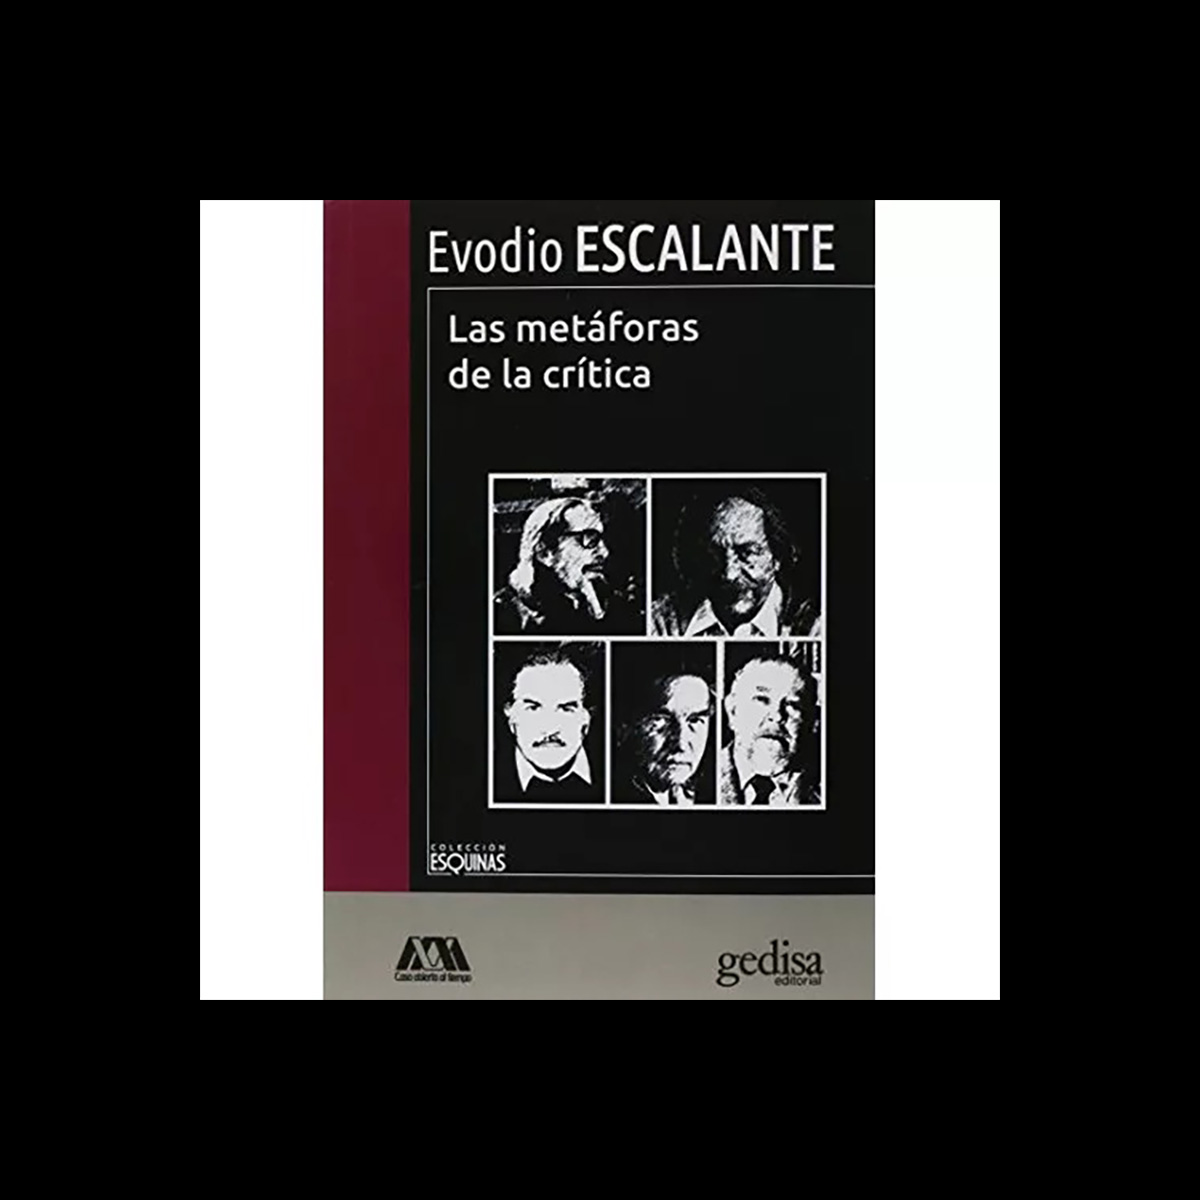 Evodio ESCALANTE
Las metáforas
de la crítica
COLECCIÓN
ESQUINAS
Casa abierta al tiempo
gedisa
editorial